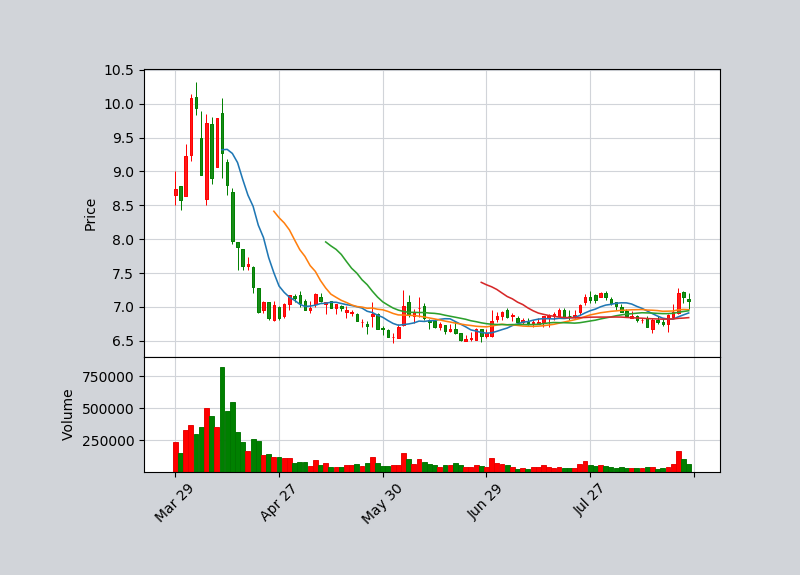 10.5
10.0
9.5
9.0
8.5
8.0
7.5
7.0
6.5
Price
750000
500000
250000
Volume
Mar 29
Apr 27
May 30
Jun 29
Jul 27